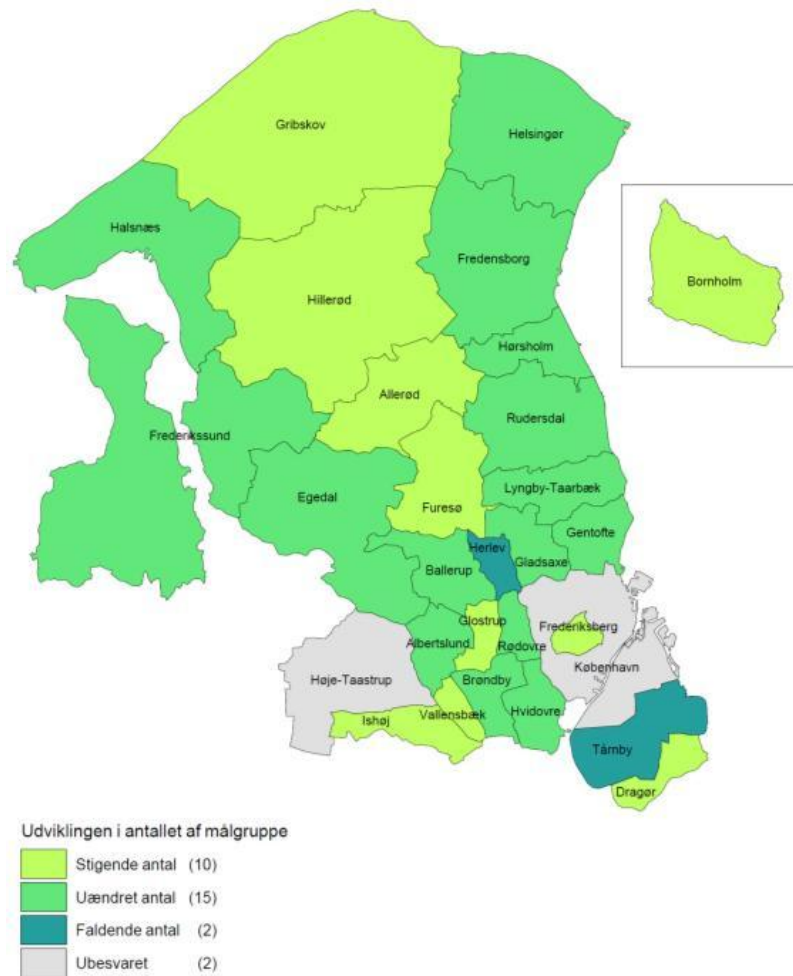 Gribskov
Helsingør
Halsnæs
Fredensborg
Bornholm
Hillerød
Hørsholm
Allerød
Rudersdal
Frederikssund
Egedal
Lyngby-Taarbæk
Furesø
Gentofte
Herlev
Gladsaxe
Ballerup
Glostrup
Frederiksberg
Albertslund
Rødovre
København
Høje-Taastrup
Brøndby
Vallensbæk
Hvidovre
Ishøj
Tårnby
Dragør
Udviklingen i antallet af målgruppe
Stigende antal (10)
Uændret antal (15)
Faldende antal (2)
Ubesvaret (2)